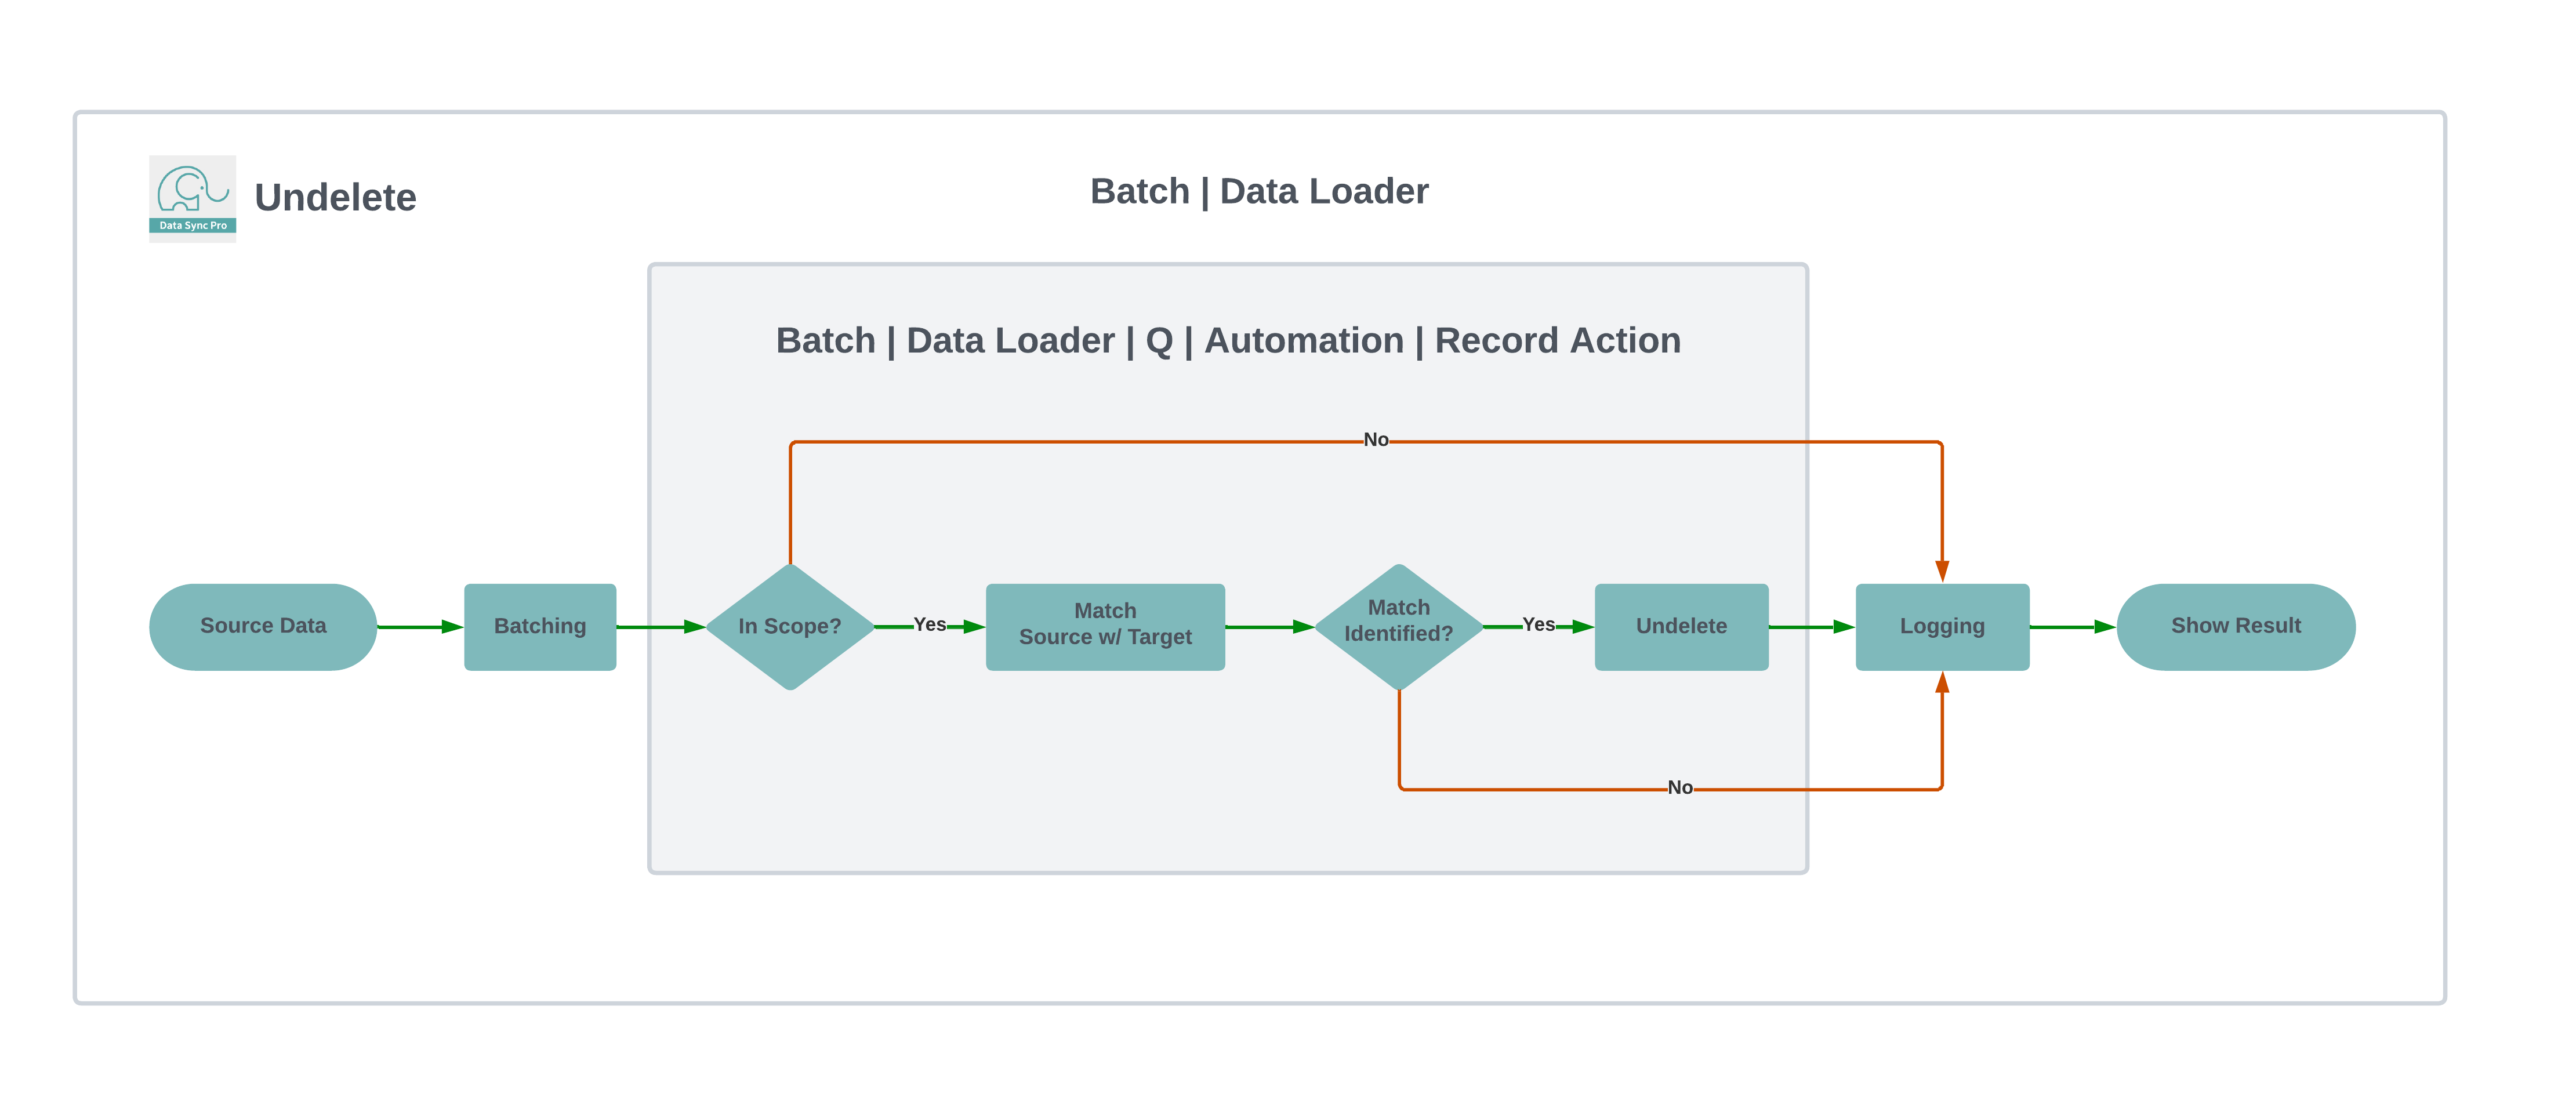 Data Sync Pro
Undelete
Batch | Data Loader
Batch | Data Loader | Q | Automation | Record Action
No
Source Data
Batching
In Scope?
Yes
Match
Source w/ Target
Match
Identified?
Yes
Undelete
Logging
Show Result
No